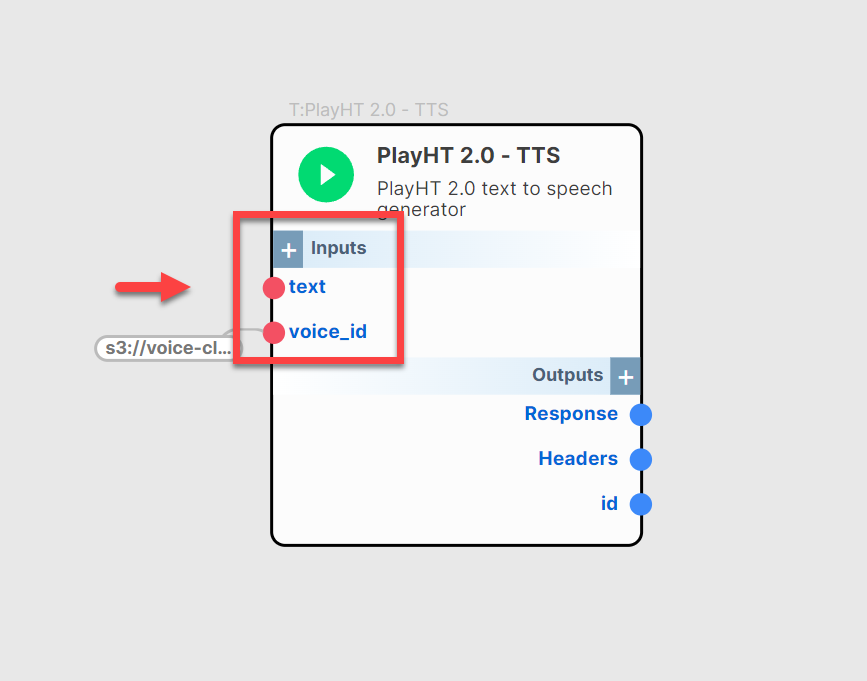 T:PlayHT 2.0 - TTS
PlayHT 2.0 - TTS
PlayHT 2.0 text to speech
generator
+ Inputs
text
voice_id
s3://voice-cl...
Outputs +
Response
Headers
id